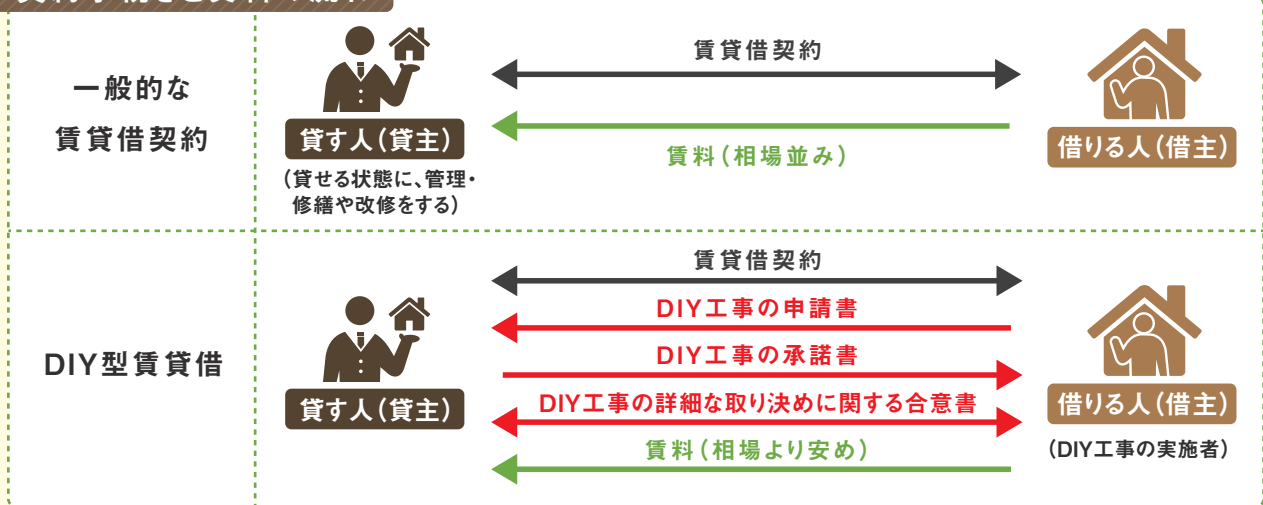 一般的な
賃貸借契約
貸す人（貸主）
（貸せる状態に、管理・
修繕や改修をする）
賃貸借契約
賃料（相場並み）
借りる人（借主）
DIY型賃貸借
貸す人（貸主）
賃貸借契約
DIY工事の申請書
DIY工事の承諾書
DIY工事の詳細な取り決めに関する合意書
賃料（相場より安め）
借りる人（借主）
（DIY工事の実施者）